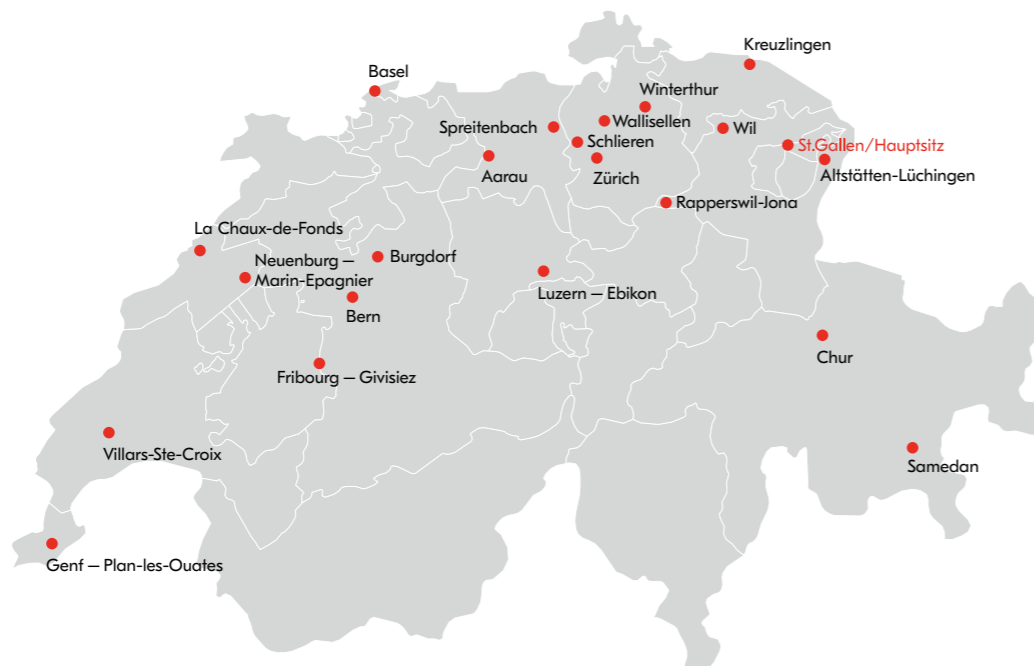 Kreuzlingen
Basel
Winterthur
Wallisellen
Spreitenbach
Wil
Schlieren
St.Gallen/Hauptsitz
Aarau
Zürich
Altstätten-Lüchingen
Rapperswil-Jona
La Chaux-de-Fonds
Burgdorf
Neuenburg –
Marin-Epagnier
Luzern – Ebikon
Bern
Chur
Fribourg – Givisiez
Villars-Ste-Croix
Samedan
Genf – Plan-les-Ouates